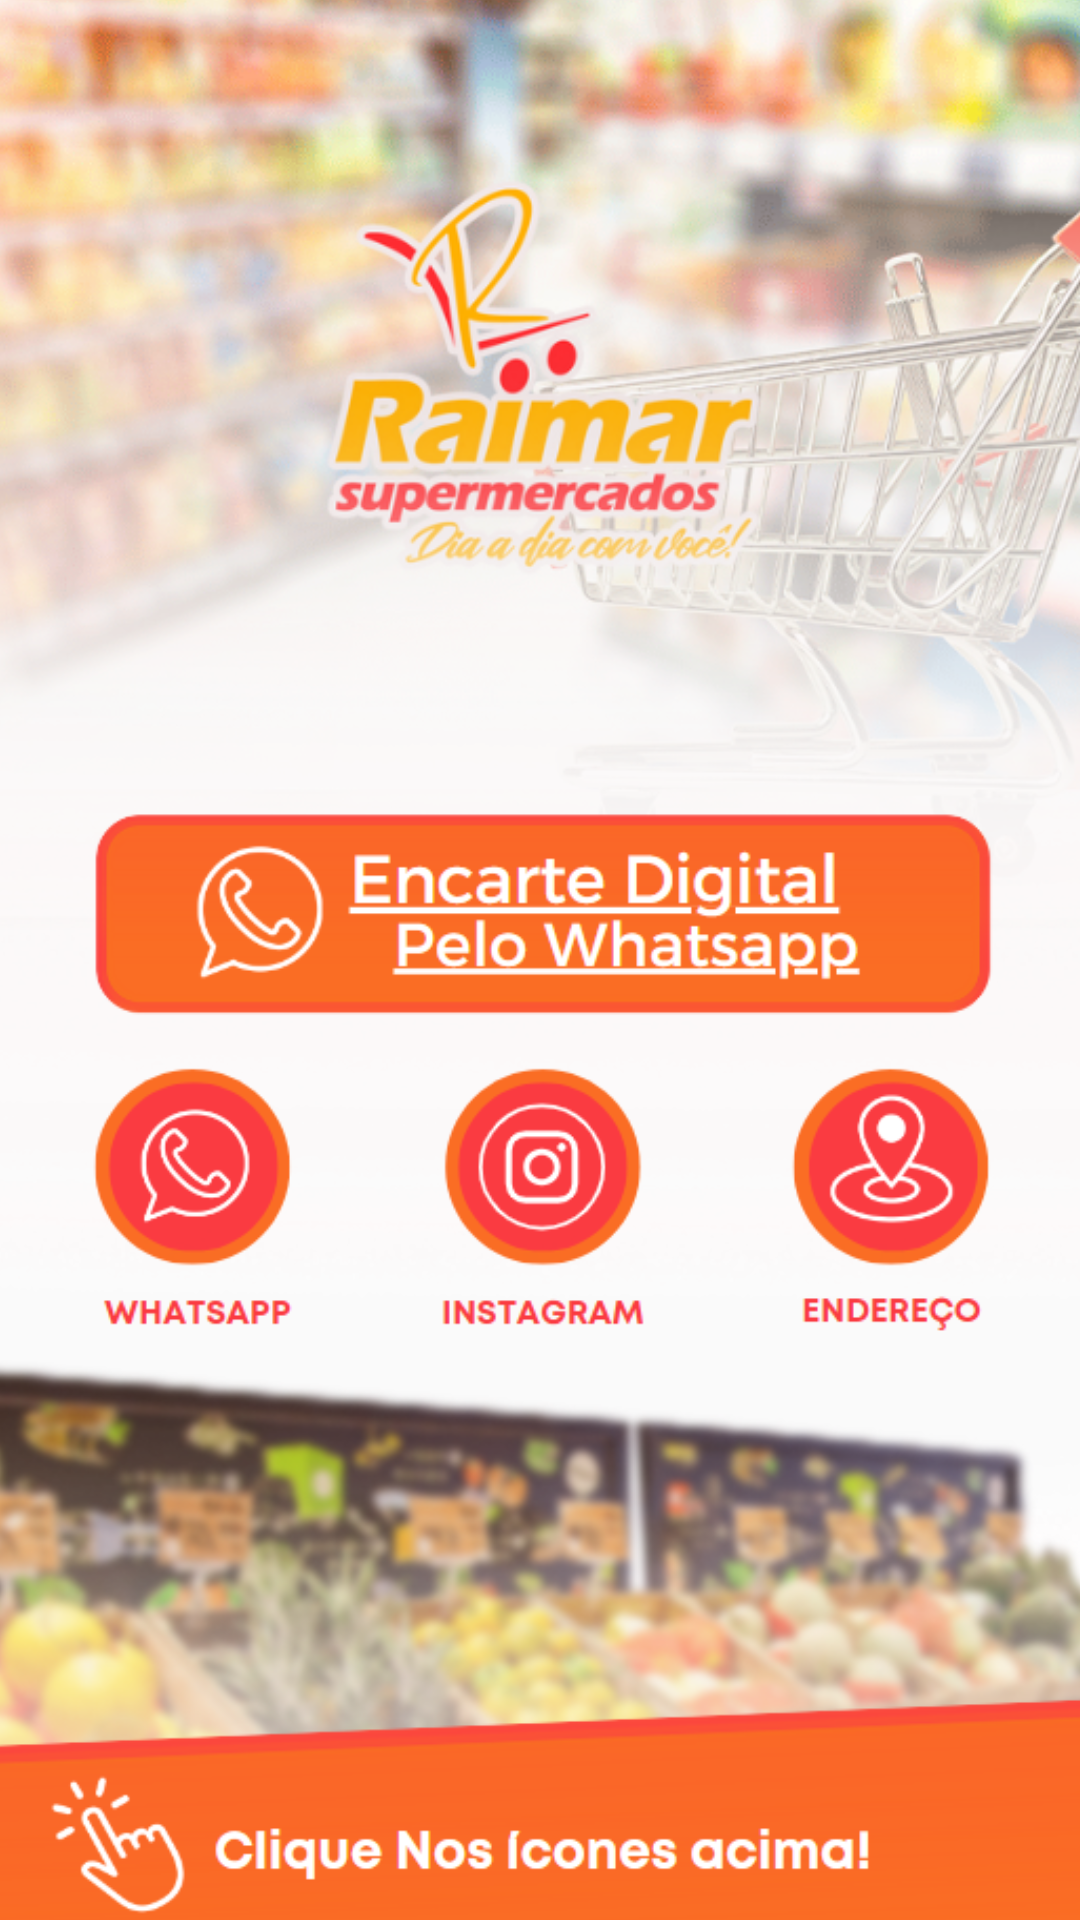 Raimar
supermercados
Dia a dia com você!
Encarte Digital
Pelo Whatsapp
WHATSAPP
INSTAGRAM
ENDEREÇO
Clique Nos ícones acima!